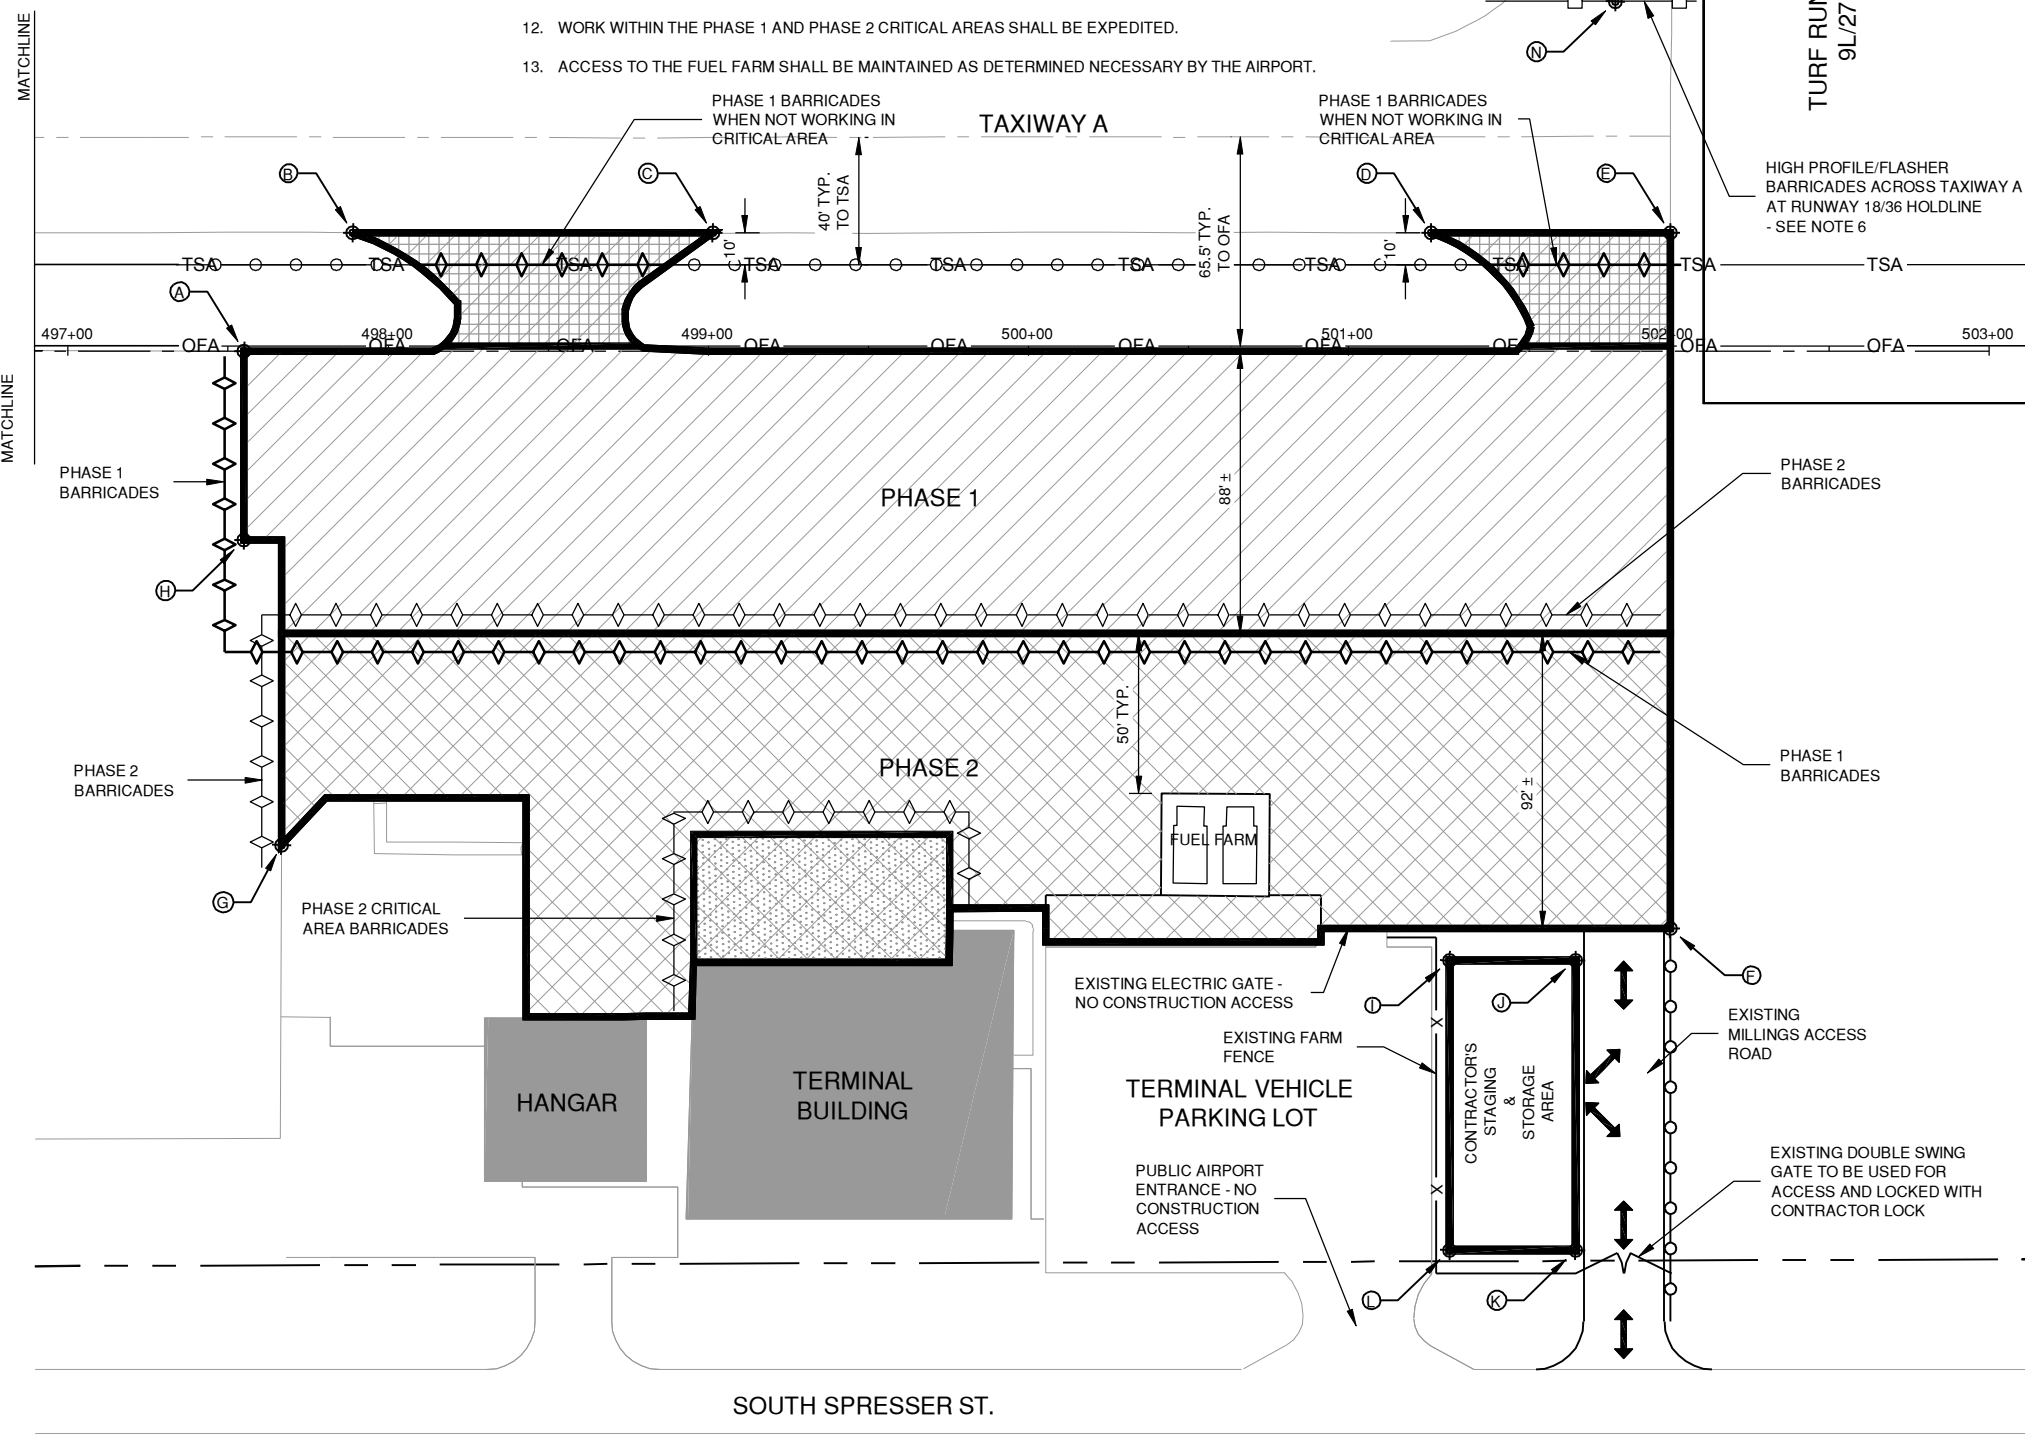 MATCHLINE
12. WORK WITHIN THE PHASE 1 AND PHASE 2 CRITICAL AREAS SHALL BE EXPEDITED.
13. ACCESS TO THE FUEL FARM SHALL BE MAINTAINED AS DETERMINED NECESSARY BY THE AIRPORT.
N
TURF RUN
9L/27
PHASE 1 BARRICADES
WHEN NOT WORKING IN
CRITICAL AREA
TAXIWAY A
PHASE 1 BARRICADES
WHEN NOT WORKING IN
CRITICAL AREA
HIGH PROFILE/FLASHER
BARRICADES ACROSS TAXIWAY A
AT RUNWAY 18/36 HOLDLINE
- SEE NOTE 6
B
C
D
E
40' TYP.
TO TSA
65.5' TYP.
TO OFA
10'
10'
TSA TSA TSA TSA TSA TSA TSA TSA TSA TSA
A
497+00 498+00 499+00 500+00 501+00 502+00 503+00
OFA OFA OFA OFA OFA OFA OFA OF OFA OFA
MATCHLINE
PHASE 1
BARRICADES
PHASE 1
88' ±
PHASE 2
BARRICADES
H
50' TYP.
PHASE 2
BARRICADES
PHASE 2
92' ±
PHASE 1
BARRICADES
FUEL FARM
G
PHASE 2 CRITICAL
AREA BARRICADES
EXISTING ELECTRIC GATE -
NO CONSTRUCTION ACCESS
I
J
F
EXISTING
MILLINGS ACCESS
ROAD
EXISTING FARM
FENCE
X
CONTRACTOR'S
STAGING
&
STORAGE
AREA
HANGAR
TERMINAL
BUILDING
TERMINAL VEHICLE
PARKING LOT
PUBLIC AIRPORT
ENTRANCE - NO
CONSTRUCTION
ACCESS
X
EXISTING DOUBLE SWING
GATE TO BE USED FOR
ACCESS AND LOCKED WITH
CONTRACTOR LOCK
L
K
SOUTH SPRESSER ST.